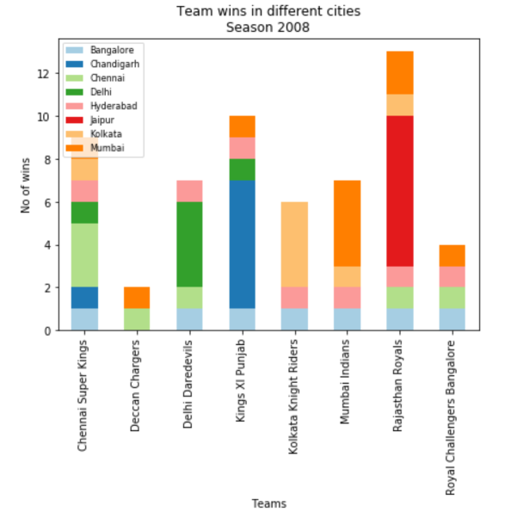 Team wins in different cities
Season 2008
Bangalore
Chandigarh
Chennai
Delhi
Hyderabad
Jaipur
Kolkata
Mumbai
No of wins
12
10
8
6
4
2
0
Chennai Super Kings
Deccan Chargers
Delhi Daredevils
Kings XI Punjab
Kolkata Knight Riders
Mumbai Indians
Rajasthan Royals
Royal Challengers Bangalore
Teams